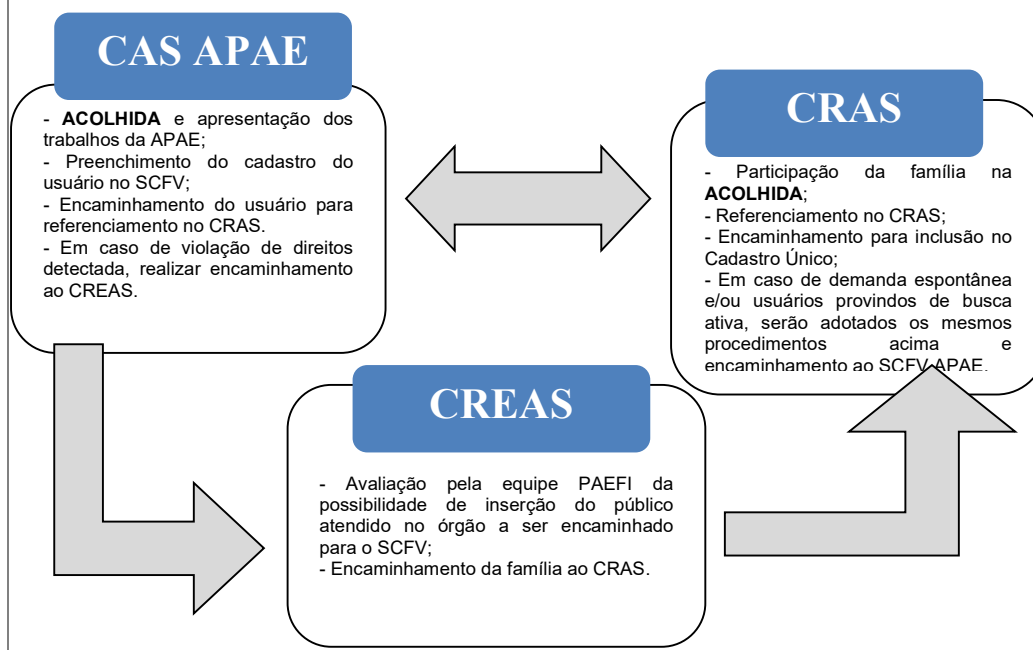 CAS APAE
- ACOLHIDA e apresentação dos
trabalhos da APAE;
- Preenchimento do cadastro do
usuário no SCFV;
- Encaminhamento do usuário para
referenciamento no CRAS.
- Em caso de violação de direitos
detectada, realizar encaminhamento
ao CREAS.
CRAS
- Participação da família na
ACOLHIDA;
- Referenciamento no CRAS;
- Encaminhamento para inclusão no
Cadastro Único;
- Em caso de demanda espontânea
e/ou usuários provindos de busca
ativa, serão adotados os mesmos
procedimentos acima e
encaminhamento ao SCFV APAE.
CREAS
- Avaliação pela equipe PAEFI da
possibilidade de inserção do público
atendido no órgão a ser encaminhado
para o SCFV;
- Encaminhamento da família ao CRAS.